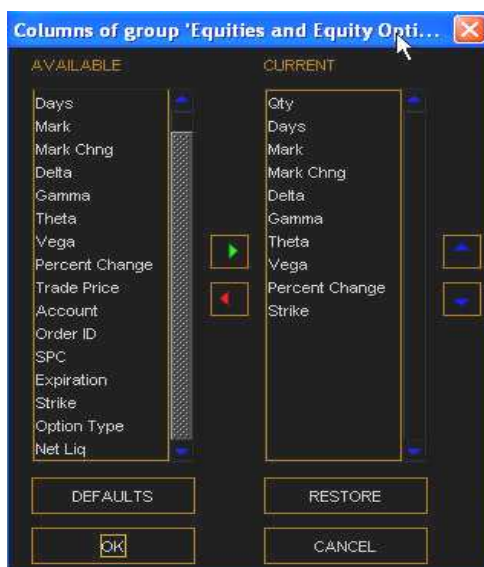 Columns of group 'Equities and Equity Opti...
AVAILABLE
Days
Mark
Mark Chng
Delta
Gamma
Theta
Vega
Percent Change
Trade Price
Account
Order ID
SPC
Expiration
Strike
Option Type
Net Liq
CURRENT
Qty
Days
Mark
Mark Chng
Delta
Gamma
Theta
Vega
Percent Change
Strike
DEFAULTS
RESTORE
OK
CANCEL